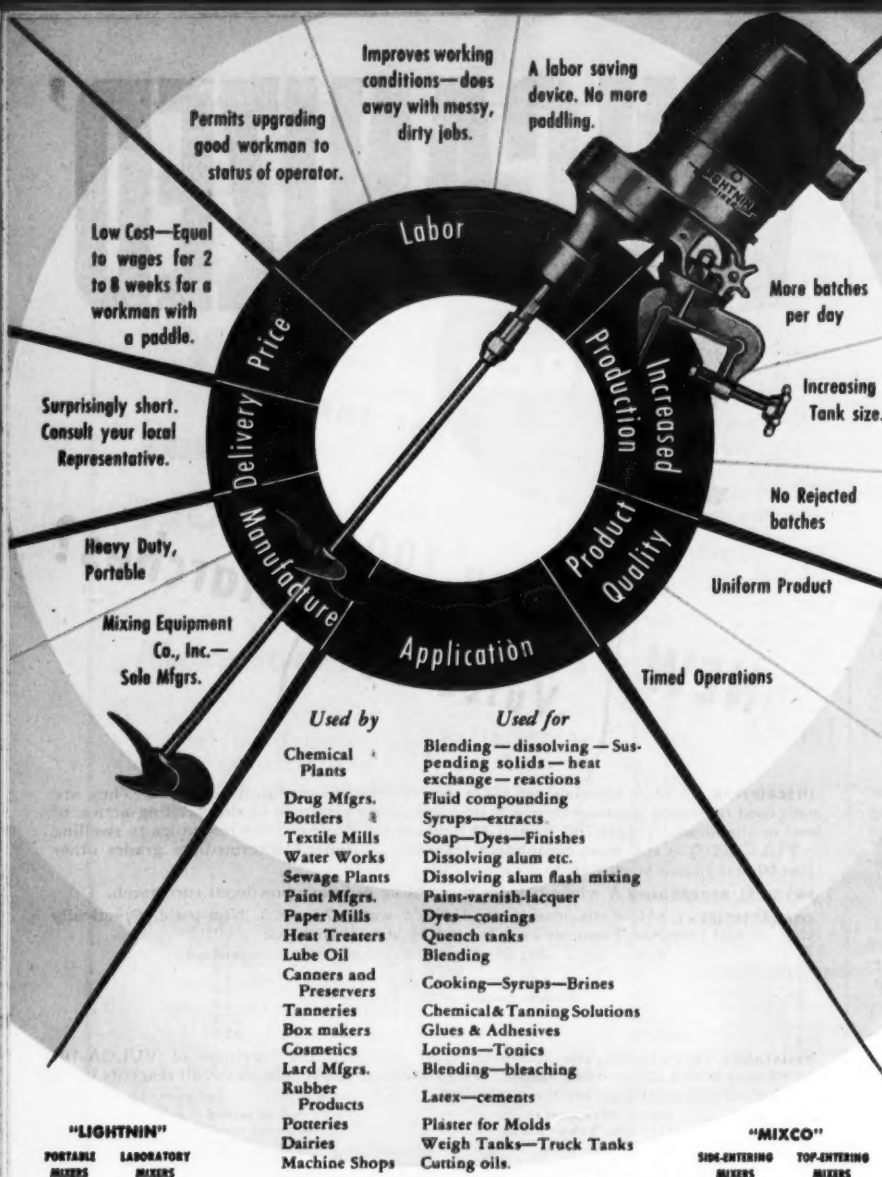 Improves working
conditions—does
away with messy,
dirty jobs.
A labor saving
device. No more
paddling.
Permits upgrading
good workman to
status of operator.
Low Cost—Equal
to wages for 2
to 8 weeks for a
workman with
a paddle.
Surprisingly short.
Consult your local
Representative.
Heavy Duty,
Portable
Mixing Equipment
Co., Inc.—
Sole Mfgrs.
Labor
Price
Delivery
Manufacture
Application
Product
Quality
Increased
Production
LIGHTNIN
MIXER
More batches
per day
Increasing
Tank size.
No Rejected
batches
Uniform Product
Timed Operations
Used by Used for
Chemical Plants Blending—dissolving—Sus-
pending solids—heat
exchange—reactions
Drug Mfgrs. Fluid compounding
Bottlers Syrups—extracts
Textile Mills Soap—Dyes—Finishes
Water Works Dissolving alum etc.
Sewage Plants Dissolving alum flash mixing
Paint Mfgrs. Paint-varnish-lacquer
Paper Mills Dyes—coatings
Heat Treaters Quench tanks
Lube Oil Blending
Canners and
Preservers Cooking—Syrups—Brines
Tanneries Chemical & Tanning Solutions
Box makers Glues & Adhesives
Cosmetics Lotions—Tonics
Lard Mfgrs. Blending—bleaching
Rubber
Products Latex—cements
Potteries Plaster for Molds
Dairies Weigh Tanks—Truck Tanks
Machine Shops Cutting oils.
"LIGHTNIN"
PORTABLE LABORATORY
MIXERS MIXERS
"MIXCO"
SIDE-ENTERING TOP-ENTERING
MIXERS MIXERS